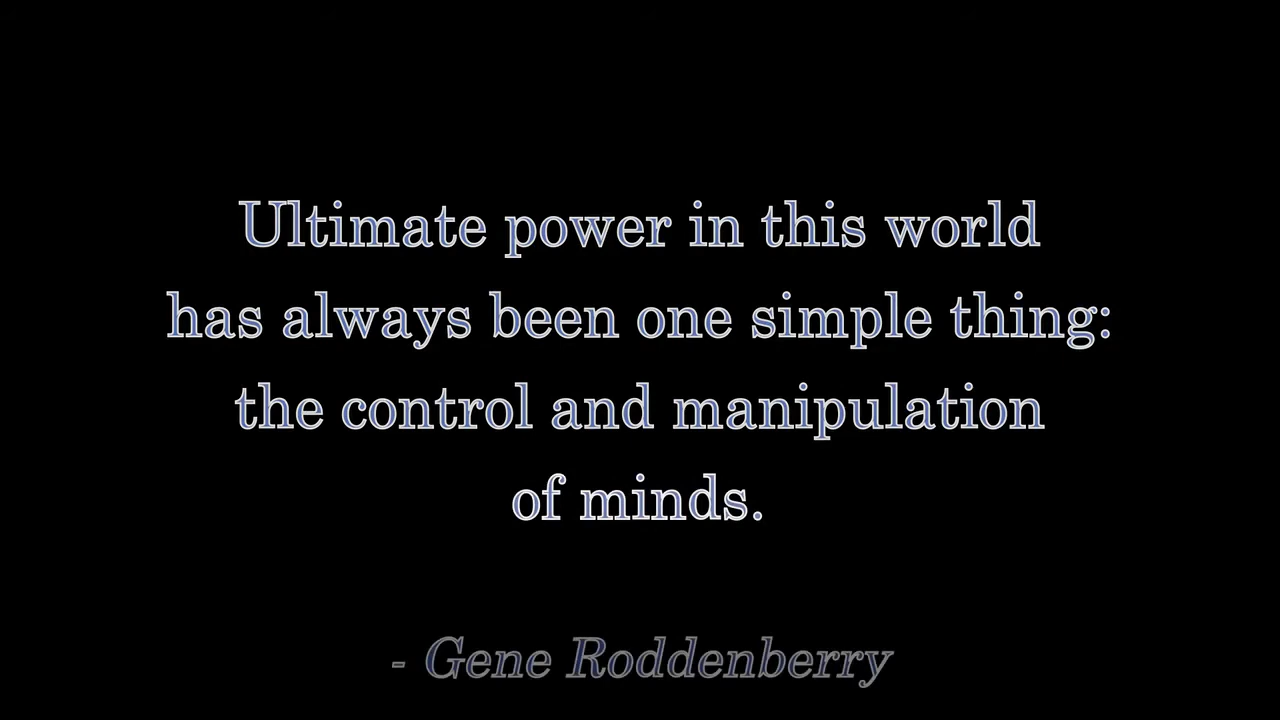 Ultimate power in this world
has always been one simple thing:
the control and manipulation
of minds.
- Gene Roddenberry